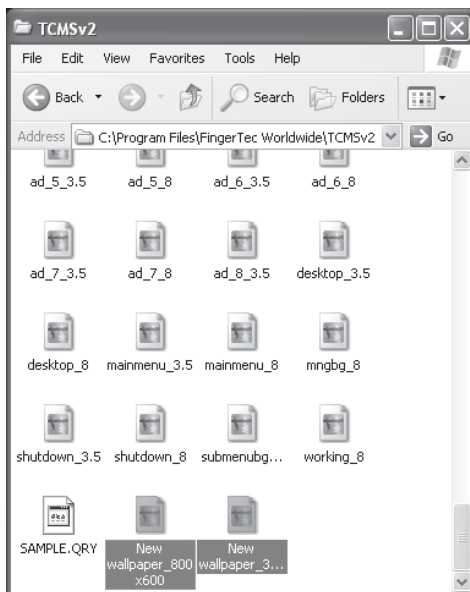 TCMSv2
File Edit View Favorites Tools Help
Back Search Folders
Address C:\Program Files\FingerTec Worldwide\TCMSv2 Go
ad_5_3.5 ad_5_8 ad_6_3.5 ad_6_8
ad_7_3.5 ad_7_8 ad_8_3.5 desktop_3.5
desktop_8 mainmenu_3.5 mainmenu_8 mngbg_8
shutdown_3.5 shutdown_8 submenubg... working_8
SAMPLE.QRY New New
wallpaper_800 wallpaper_3...
x600